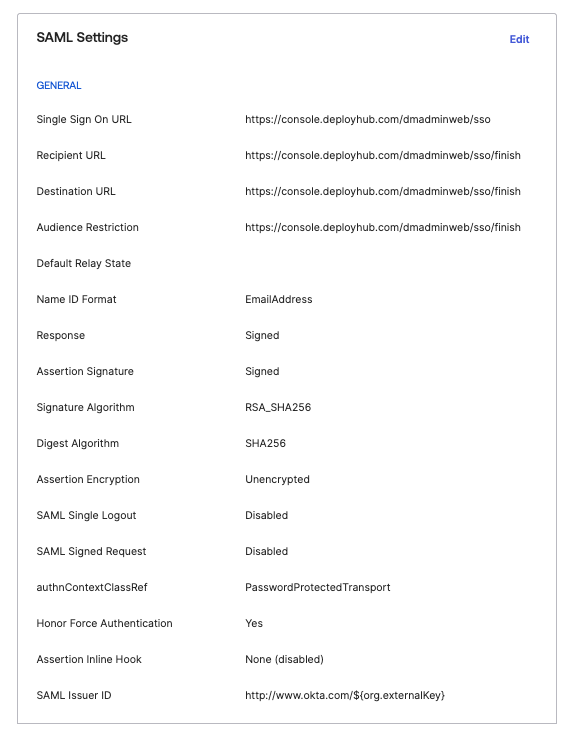 SAML Settings Edit
GENERAL
Single Sign On URL https://console.deployhub.com/dmadminweb/sso
Recipient URL https://console.deployhub.com/dmadminweb/sso/finish
Destination URL https://console.deployhub.com/dmadminweb/sso/finish
Audience Restriction https://console.deployhub.com/dmadminweb/sso/finish
Default Relay State
Name ID Format EmailAddress
Response Signed
Assertion Signature Signed
Signature Algorithm RSA_SHA256
Digest Algorithm SHA256
Assertion Encryption Unencrypted
SAML Single Logout Disabled
SAML Signed Request Disabled
authnContextClassRef PasswordProtectedTransport
Honor Force Authentication Yes
Assertion Inline Hook None (disabled)
SAML Issuer ID http://www.okta.com/${org.externalKey}